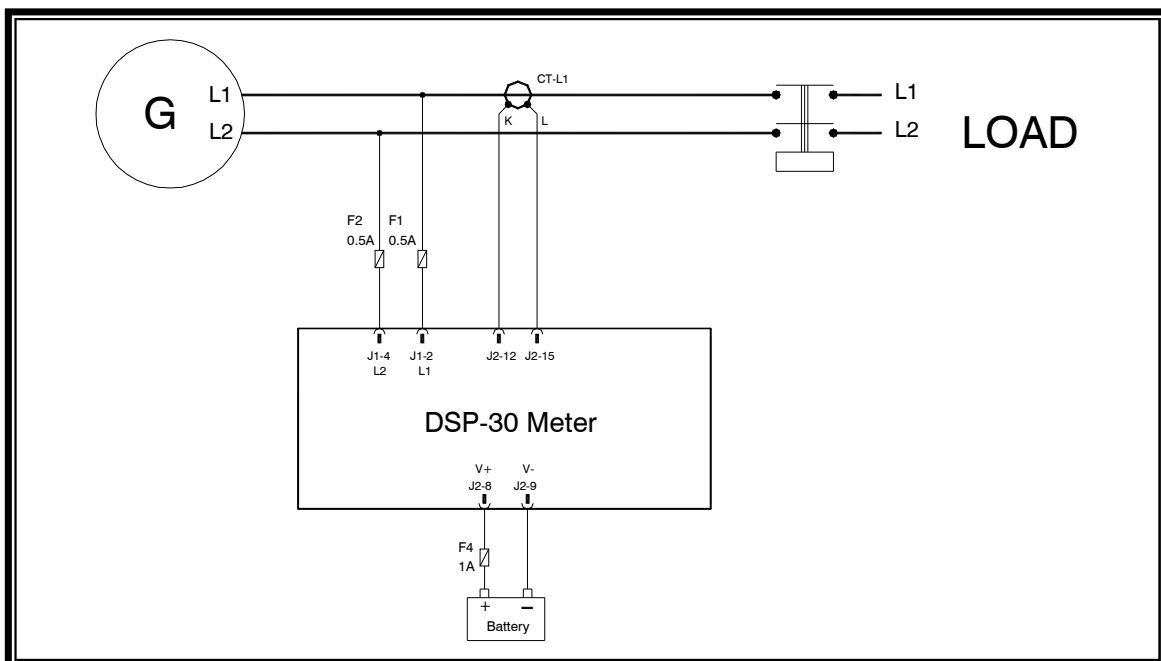 CT-L1
G
L1
L2
K
L
L1
L2
LOAD
F2
0.5A
F1
0.5A
J1-4
L2
J1-2
L1
J2-12
J2-15
DSP-30 Meter
V+
J2-8
V-
J2-9
F4
1A
+
−
Battery